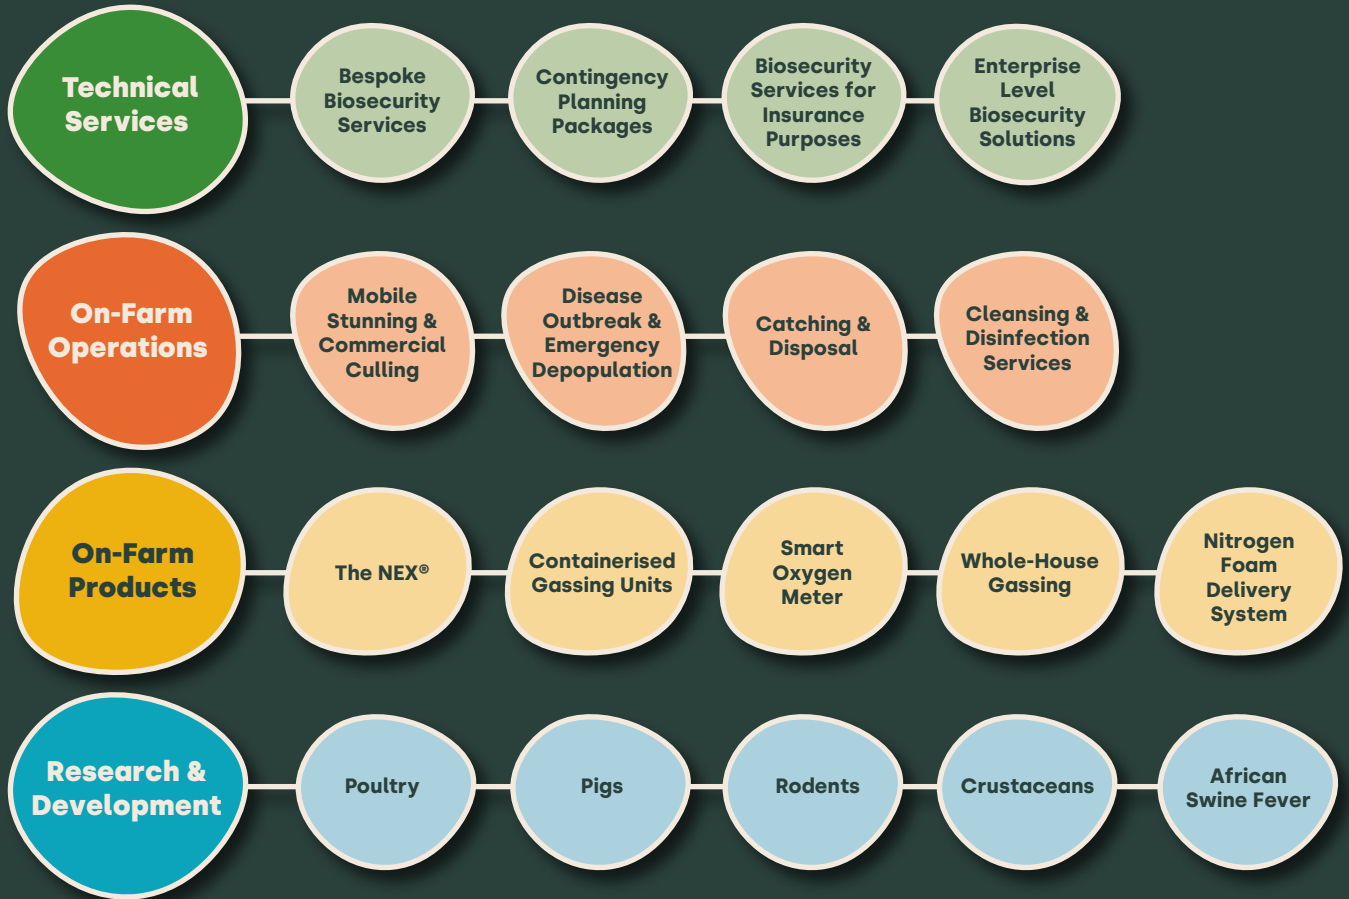 Technical
Services
Bespoke
Biosecurity
Services
Contingency
Planning
Packages
Biosecurity
Services for
Insurance
Purposes
Enterprise
Level
Biosecurity
Solutions
On-Farm
Operations
Mobile
Stunning &
Commercial
Culling
Disease
Outbreak &
Emergency
Depopulation
Catching &
Disposal
Cleansing &
Disinfection
Services
On-Farm
Products
The NEX®
Containerised
Gassing Units
Smart
Oxygen
Meter
Whole-House
Gassing
Nitrogen
Foam
Delivery
System
Research &
Development
Poultry
Pigs
Rodents
Crustaceans
African
Swine Fever